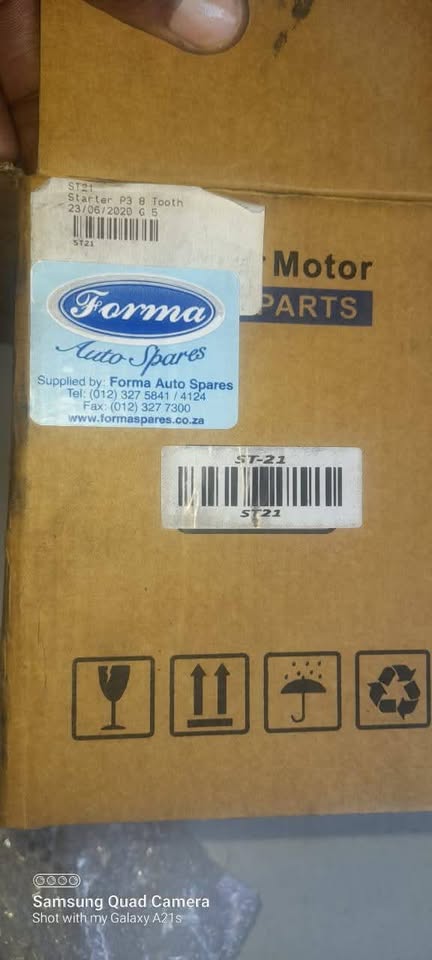 ST21
Starter P3 8 Tooth
23/06/2020 G 5
ST21
Motor
PARTS
Forma
Auto Spares
Supplied by: Forma Auto Spares
Tel: (012) 327 5841 / 4124
Fax: (012) 327 7300
www.formaspares.co.za
ST-21
ST21
Samsung Quad Camera
Shot with my Galaxy A21s